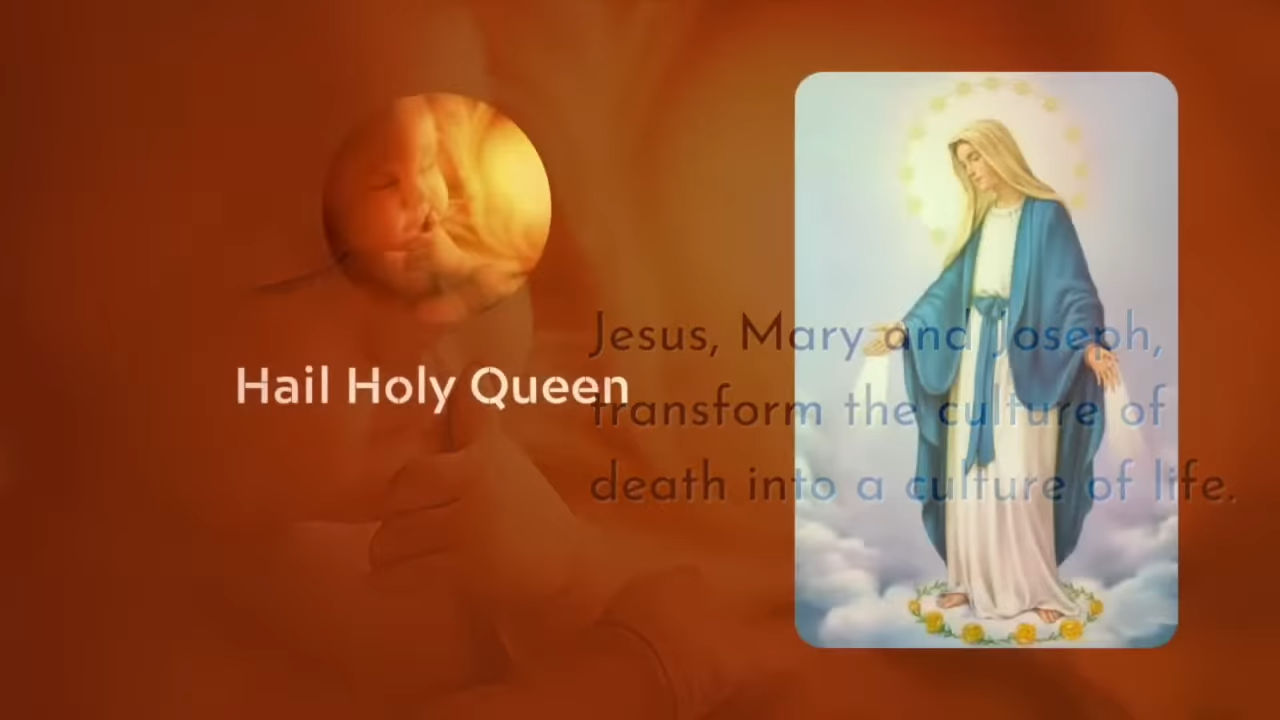 Hail Holy Queen
Jesus, Mary and Joseph,
transform the culture of
death into a culture of life.